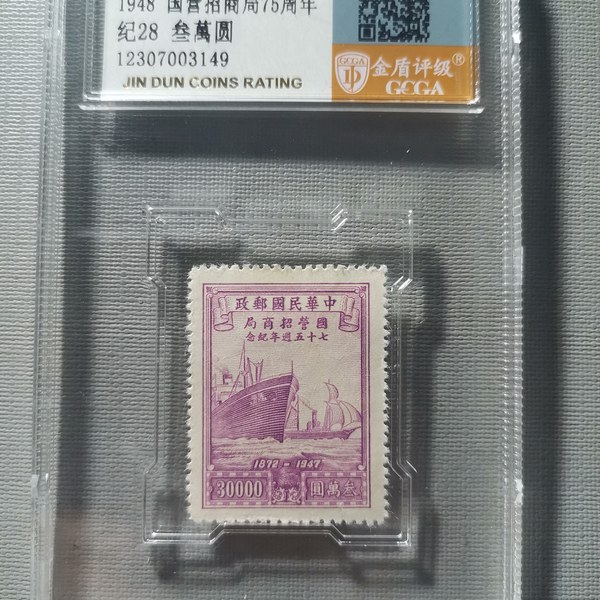 1948 国营招商局75周年
纪28 叁萬圆
12307003149
JIN DUN COINS RATING
GCGA
金盾评级®
GCGA
政郵國民華中
局商招營國
念紀年週五十七
1872-1947
30000
圓萬叁